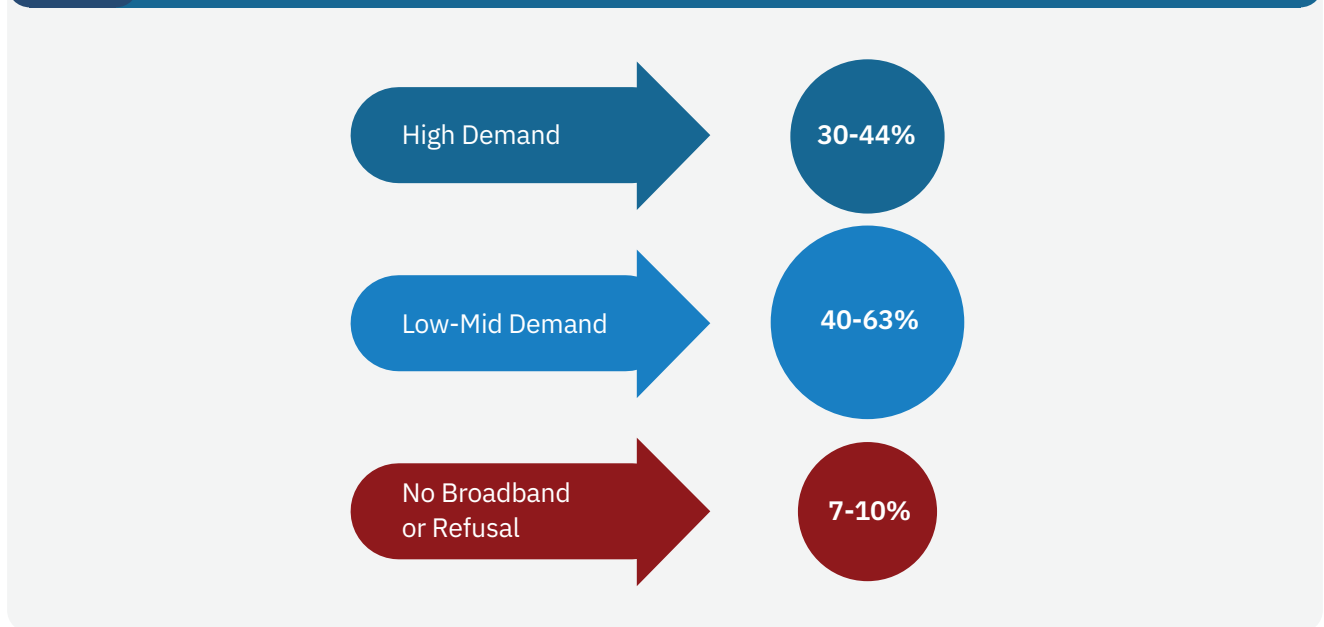 High Demand
30-44%
Low-Mid Demand
40-63%
No Broadband
or Refusal
7-10%